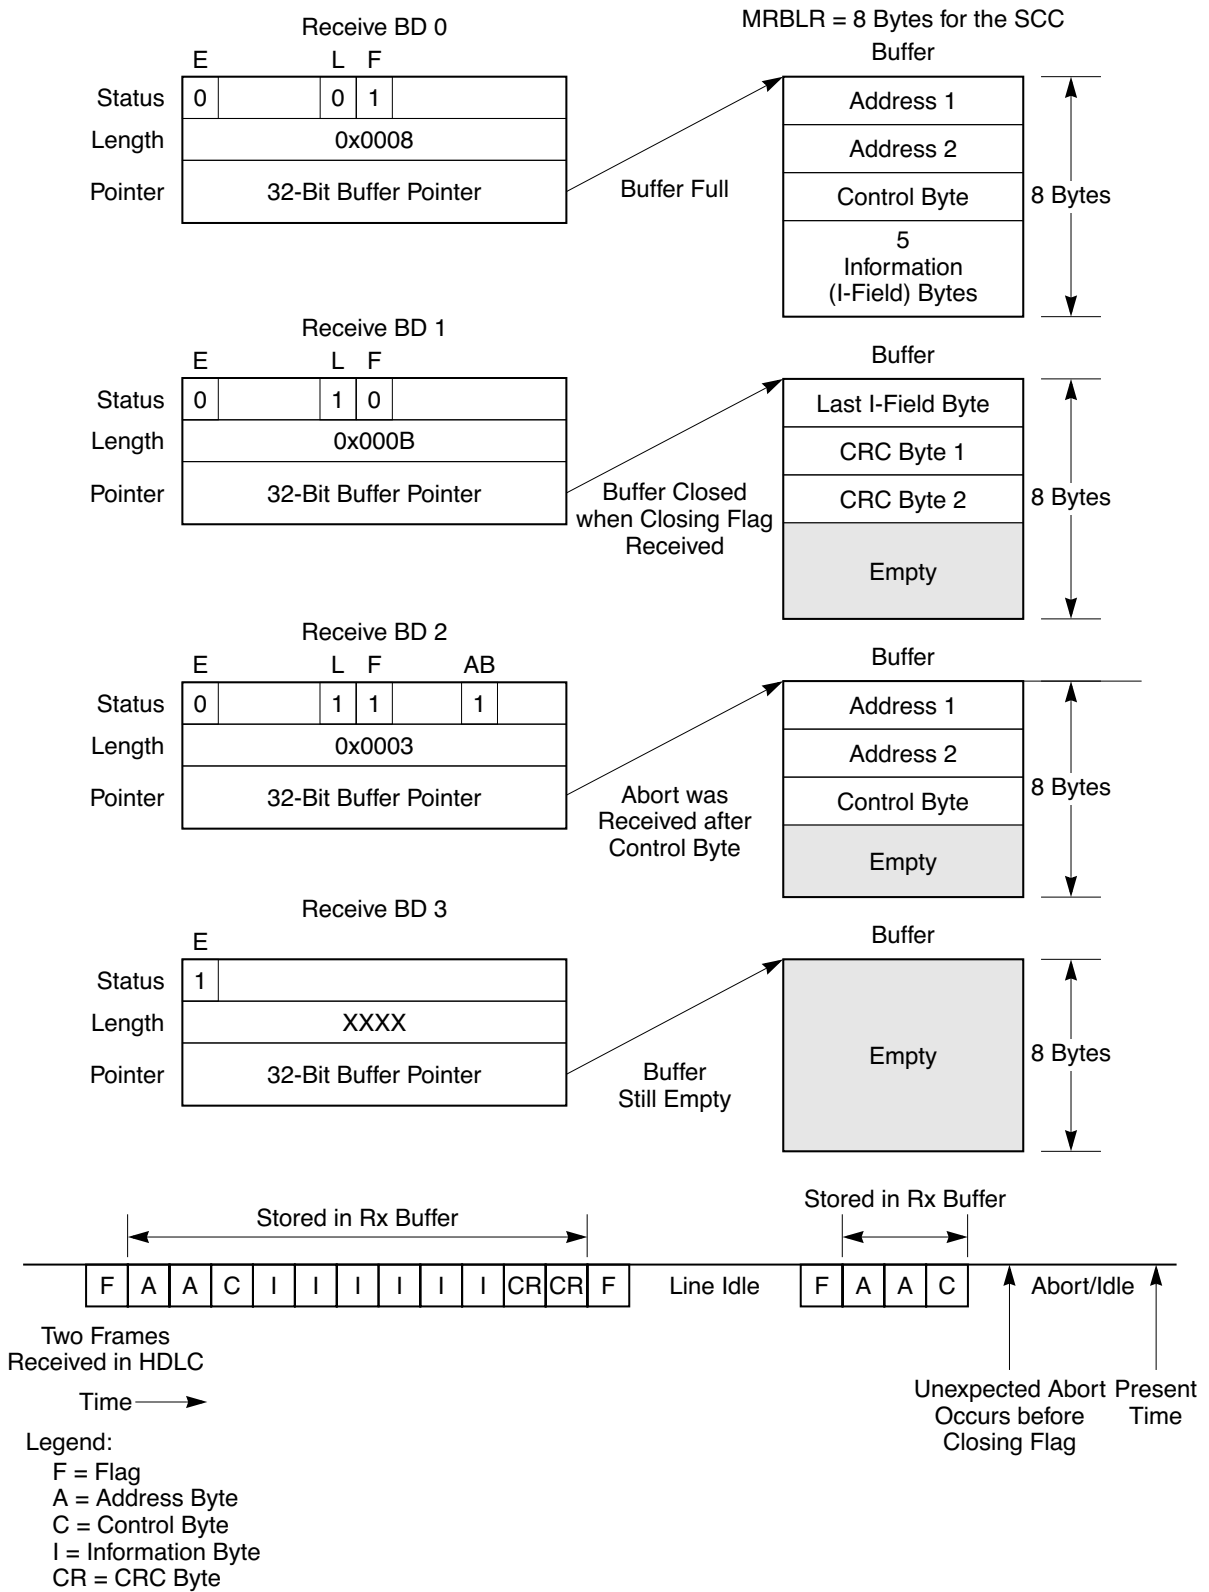 MRBLR = 8 Bytes for the SCC
Receive BD 0
Buffer
E L F
Status 0 0 1
Length 0x0008
Pointer 32-Bit Buffer Pointer
Buffer Full
Address 1
Address 2
Control Byte
5
Information
(I-Field) Bytes
8 Bytes
Receive BD 1
Buffer
E L F
Status 0 1 0
Length 0x000B
Pointer 32-Bit Buffer Pointer
Buffer Closed
when Closing Flag
Received
Last I-Field Byte
CRC Byte 1
CRC Byte 2
Empty
8 Bytes
Receive BD 2
Buffer
E L F AB
Status 0 1 1 1
Length 0x0003
Pointer 32-Bit Buffer Pointer
Abort was
Received after
Control Byte
Address 1
Address 2
Control Byte
Empty
8 Bytes
Receive BD 3
Buffer
E
Status 1
Length XXXX
Pointer 32-Bit Buffer Pointer
Buffer
Still Empty
Empty
8 Bytes
Stored in Rx Buffer
Stored in Rx Buffer
F A A C I I I I I I CR CR F Line Idle F A A C Abort/Idle
Two Frames
Received in HDLC
Time
Unexpected Abort
Occurs before
Closing Flag
Present
Time
Legend:
F = Flag
A = Address Byte
C = Control Byte
I = Information Byte
CR = CRC Byte